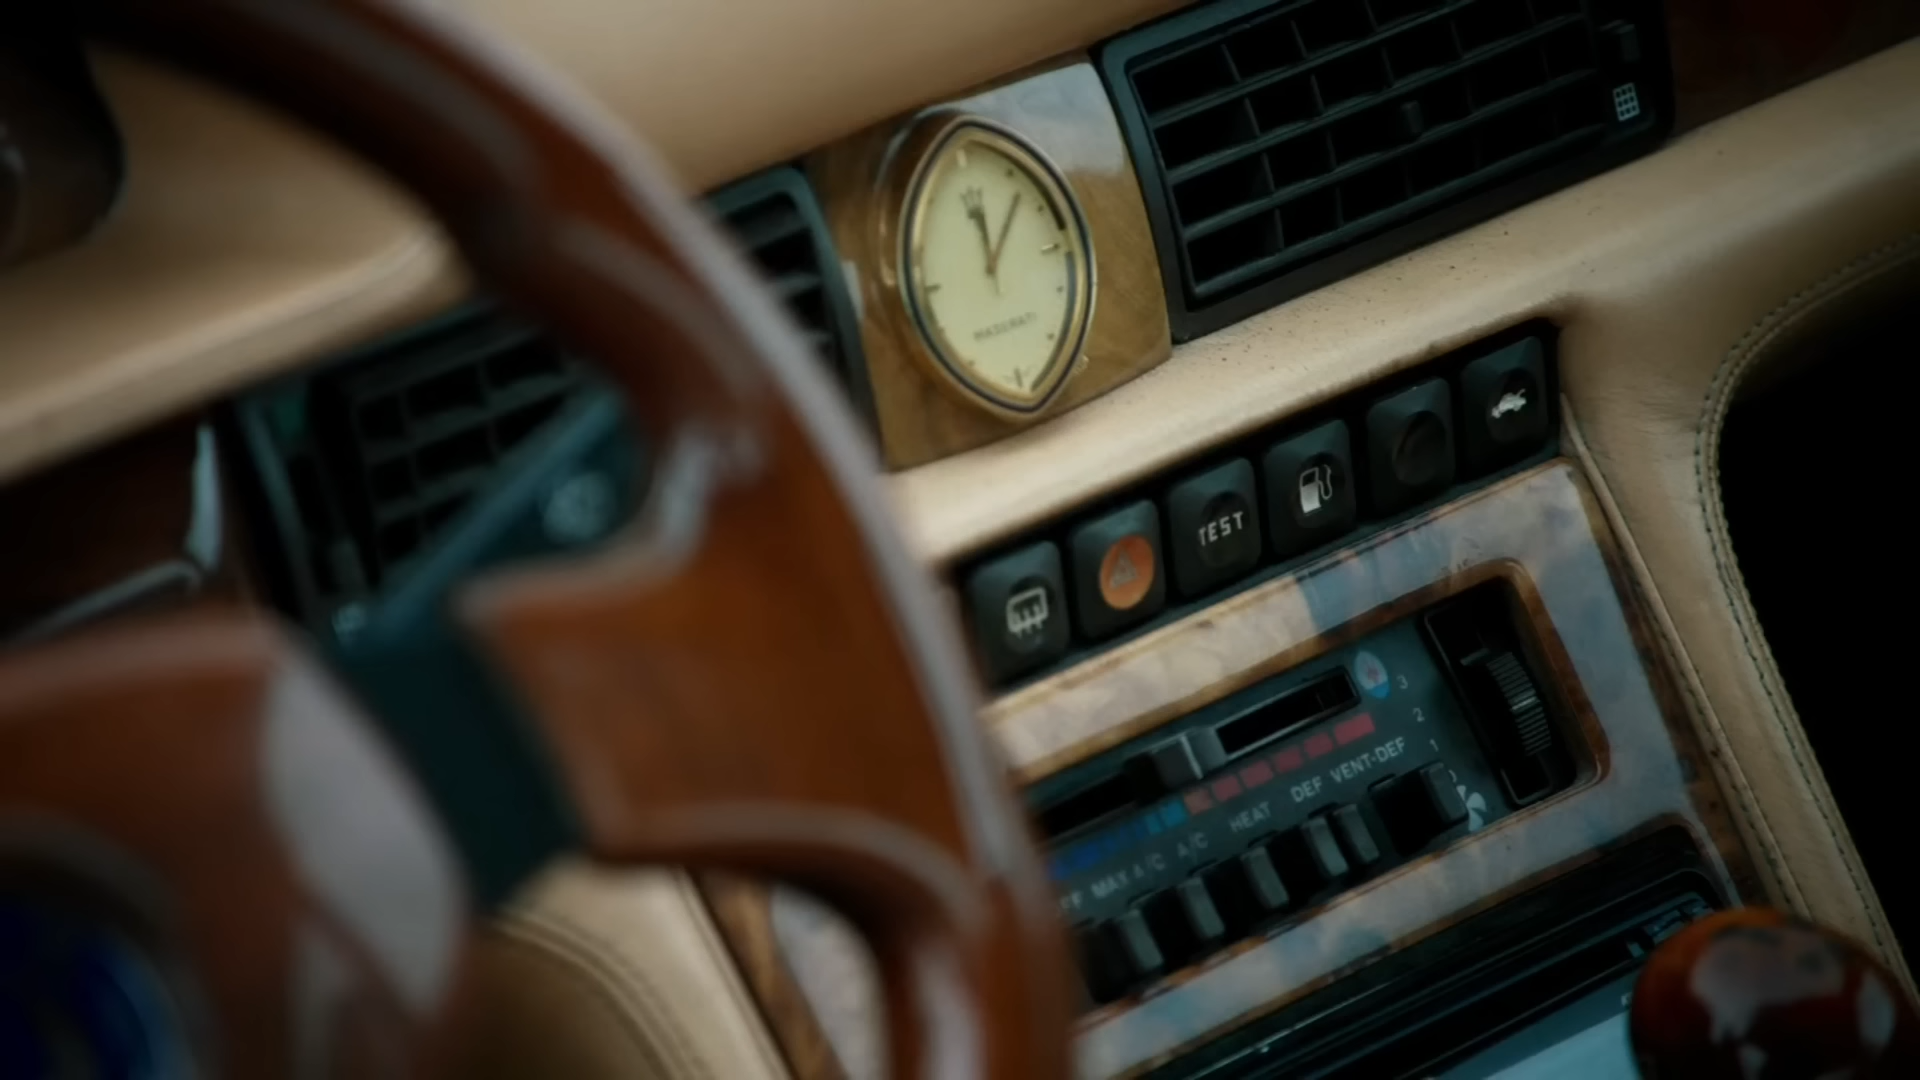 MASERATI
TEST
3
2
1
MAX A/C A/C HEAT DEF VENT-DEF